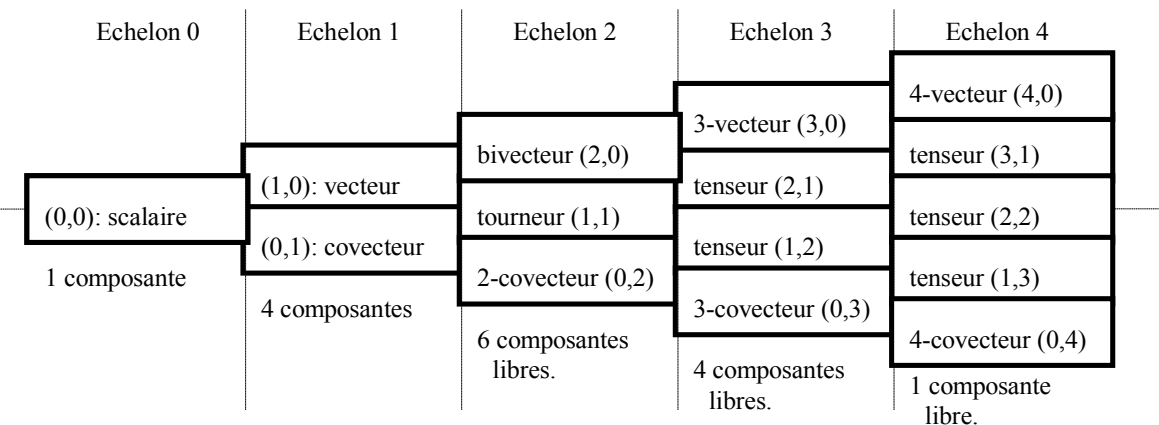 Echelon 0
Echelon 1
Echelon 2
Echelon 3
Echelon 4
(0,0): scalaire
1 composante
(1,0): vecteur
(0,1): covecteur
4 composantes
bivecteur (2,0)
tourneur (1,1)
2-covecteur (0,2)
6 composantes
libres.
3-vecteur (3,0)
tenseur (2,1)
tenseur (1,2)
3-covecteur (0,3)
4 composantes
libres.
4-vecteur (4,0)
tenseur (3,1)
tenseur (2,2)
tenseur (1,3)
4-covecteur (0,4)
1 composante
libre.